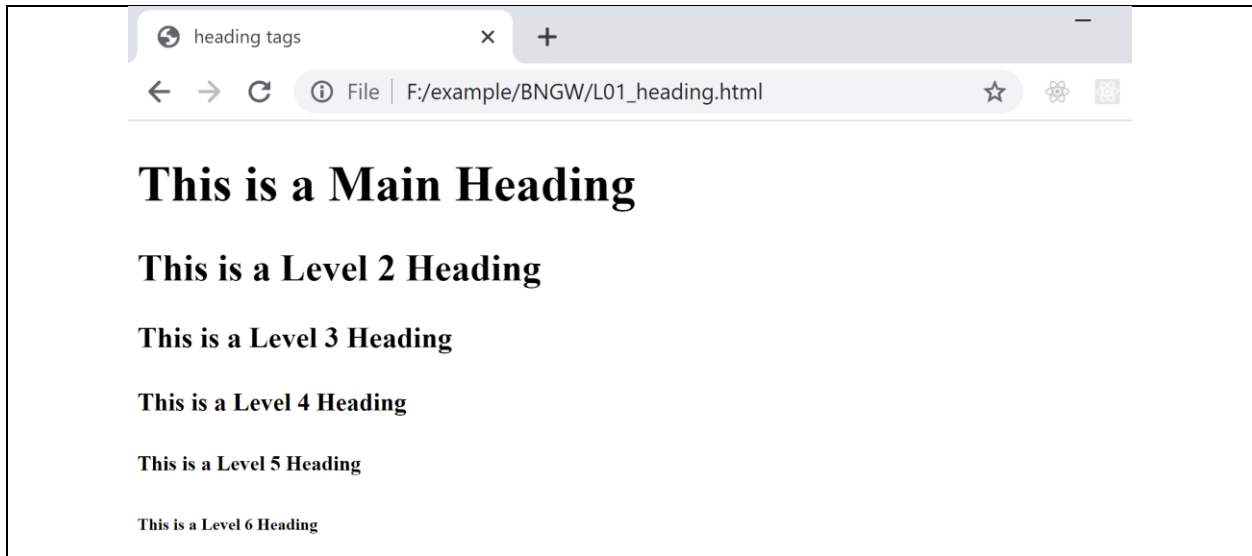 heading tags
File F:/example/BNGW/L01_heading.html
This is a Main Heading
This is a Level 2 Heading
This is a Level 3 Heading
This is a Level 4 Heading
This is a Level 5 Heading
This is a Level 6 Heading